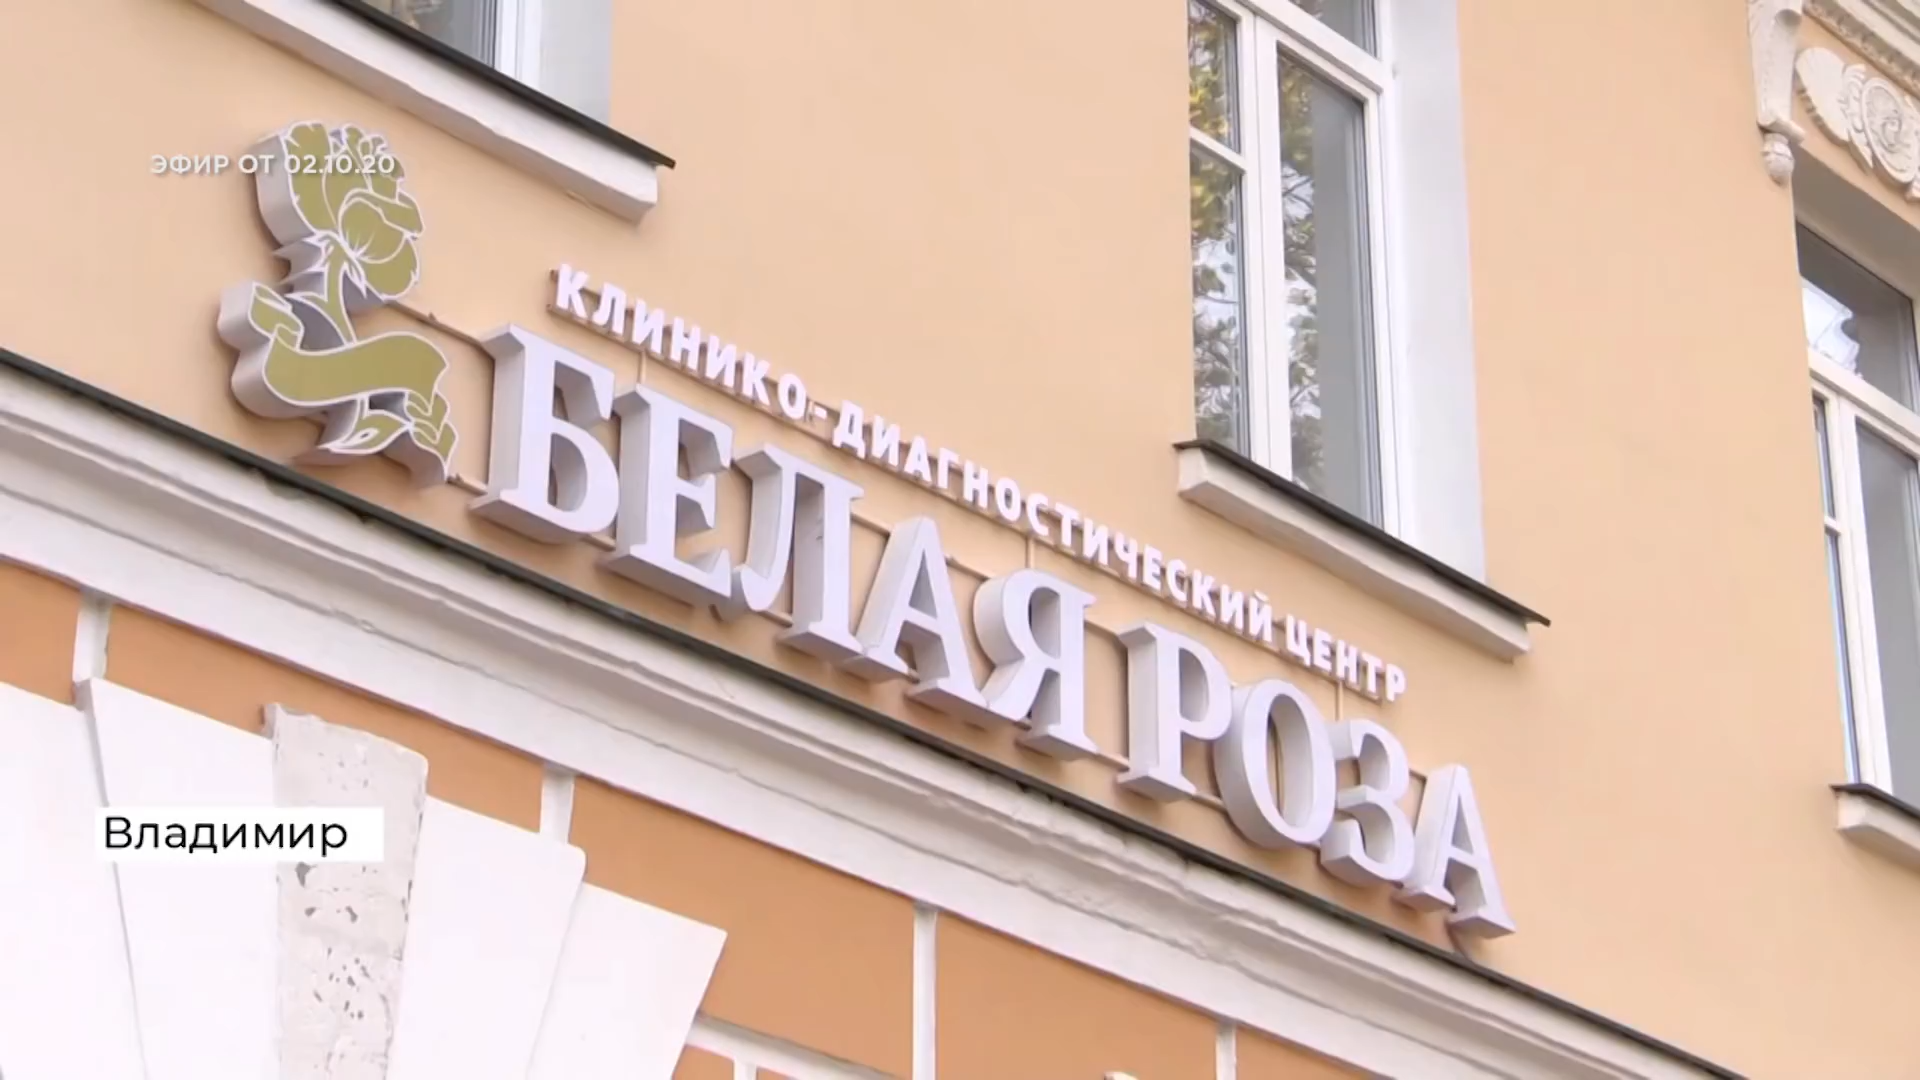 ЭФИР ОТ 02.10.20
КЛИНИКО-ДИАГНОСТИЧЕСКИЙ ЦЕНТР
БЕЛАЯ РОЗА
Владимир